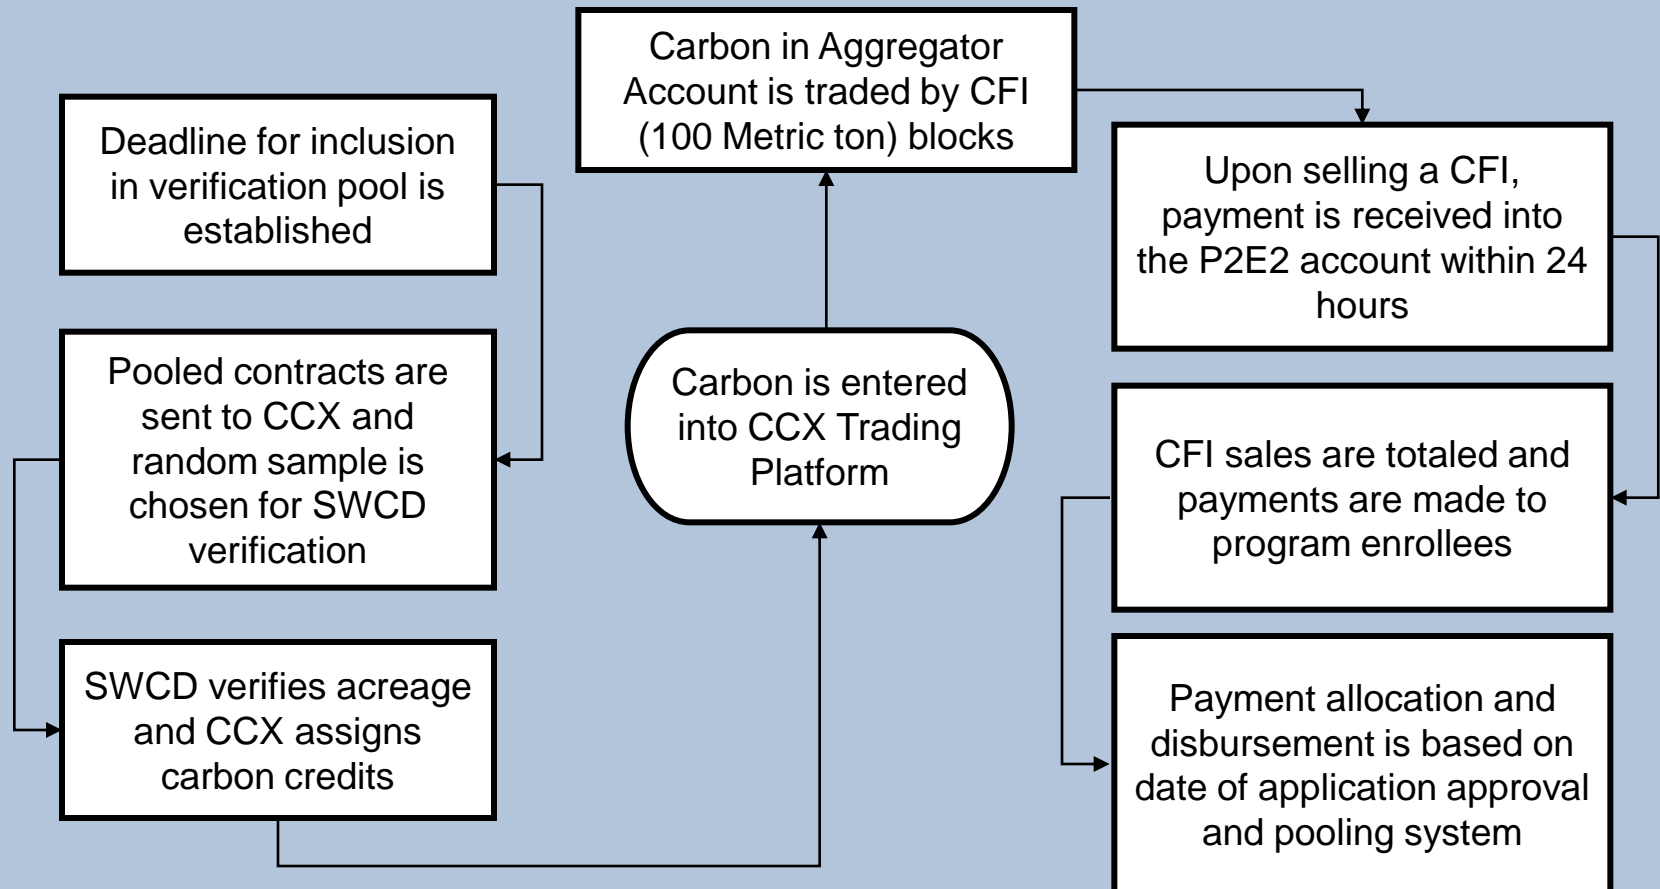 Deadline for inclusion
in verification pool is
established
Pooled contracts are
sent to CCX and
random sample is
chosen for SWCD
verification
SWCD verifies acreage
and CCX assigns
carbon credits
Carbon is entered
into CCX Trading
Platform
Carbon in Aggregator
Account is traded by CFI
(100 Metric ton) blocks
Upon selling a CFI,
payment is received into
the P2E2 account within 24
hours
CFI sales are totaled and
payments are made to
program enrollees
Payment allocation and
disbursement is based on
date of application approval
and pooling system